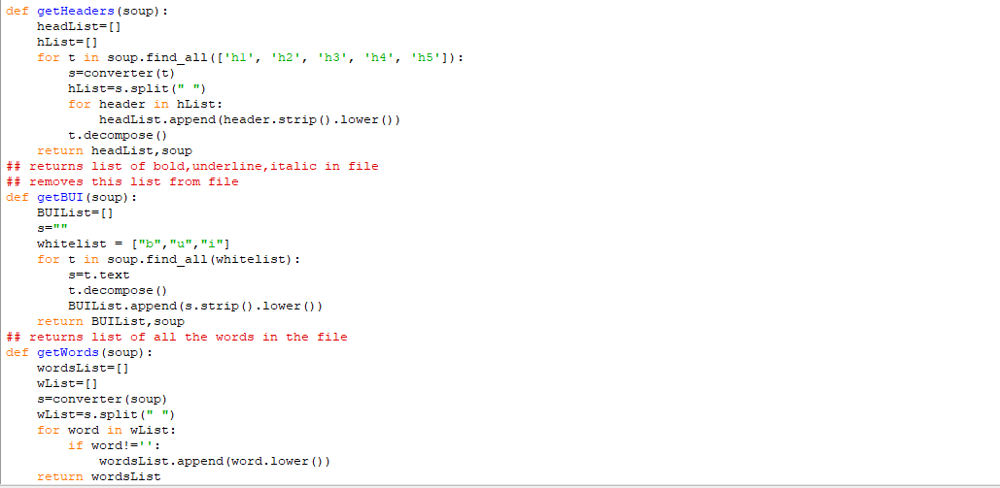 def getHeaders(soup):
    headList=[]
    hList=[]
    for t in soup.find_all(['h1', 'h2', 'h3', 'h4', 'h5']):
        s=converter(t)
        hList=s.split(" ")
        for header in hList:
            headList.append(header.strip().lower())
        t.decompose()
    return headList,soup
## returns list of bold,underline,italic in file
## removes this list from file
def getBUI(soup):
    BUIList=[]
    s=""
    whitelist = ["b","u","i"]
    for t in soup.find_all(whitelist):
        s=t.text
        t.decompose()
        BUIList.append(s.strip().lower())
    return BUIList,soup
## returns list of all the words in the file
def getWords(soup):
    wordsList=[]
    wList=[]
    s=converter(soup)
    wList=s.split(" ")
    for word in wList:
        if word!='':
            wordsList.append(word.lower())
    return wordsList